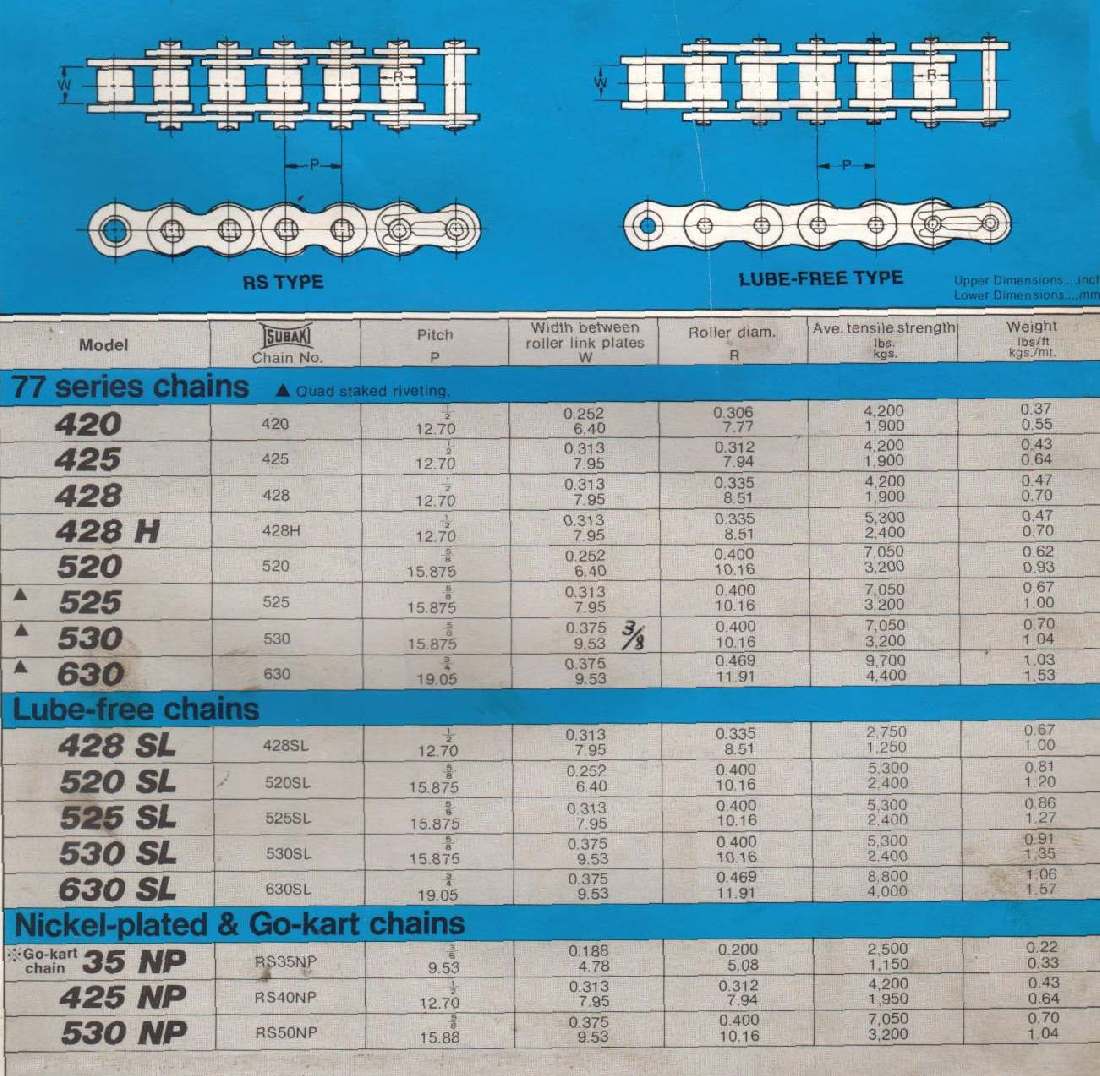 W
R
P
W
R
P
RS TYPE
LUBE-FREE TYPE
Upper Dimensions....inch
Lower Dimensions....mm
Model
TSUBAKI
Chain No.
Pitch
P
Width between
roller link plates
W
Roller diam.
R
Ave. tensile strength
lbs.
kgs.
Weight
lbs/ft
kgs./mt.
77 series chains ▲ Quad staked riveting.
420 420 1/2 0.252 0.306 4,200 0.37
12.70 6.40 7.77 1,900 0.55
425 425 1/2 0.313 0.312 4,200 0.43
12.70 7.95 7.94 1,900 0.64
428 428 0.313 0.335 4,200 0.47
12.70 7.95 8.51 1,900 0.70
428 H 428H 1/2 0.313 0.335 5,300 0.47
12.70 7.95 8.51 2,400 0.70
520 520 5/8 0.252 0.400 7,050 0.62
15.875 6.40 10.16 3,200 0.93
▲ 525 525 5/8 0.313 0.400 7,050 0.67
15.875 7.95 10.16 3,200 1.00
▲ 530 530 5/8 0.375 3/8 0.400 7,050 0.70
15.875 9.53 10.16 3,200 1.04
▲ 630 630 3/4 0.375 0.469 9,700 1.03
19.05 9.53 11.91 4,400 1.53
Lube-free chains
428 SL 428SL 1/2 0.313 0.335 2,750 0.67
12.70 7.95 8.51 1,250 1.00
520 SL 520SL 5/8 0.252 0.400 5,300 0.81
15.875 6.40 10.16 2,400 1.20
525 SL 525SL 5/8 0.313 0.400 5,300 0.86
15.875 7.95 10.16 2,400 1.27
530 SL 530SL 5/8 0.375 0.400 5,300 0.91
15.875 9.53 10.16 2,400 1.35
630 SL 630SL 3/4 0.375 0.469 8,800 1.06
19.05 9.53 11.91 4,000 1.57
Nickel-plated & Go-kart chains
※Go-kart
chain 35 NP RS35NP 3/8 0.188 0.200 2,500 0.22
9.53 4.78 5.08 1,150 0.33
425 NP RS40NP 1/2 0.313 0.312 4,200 0.43
12.70 7.95 7.94 1,950 0.64
530 NP RS50NP 5/8 0.375 0.400 7,050 0.70
15.88 9.53 10.16 3,200 1.04